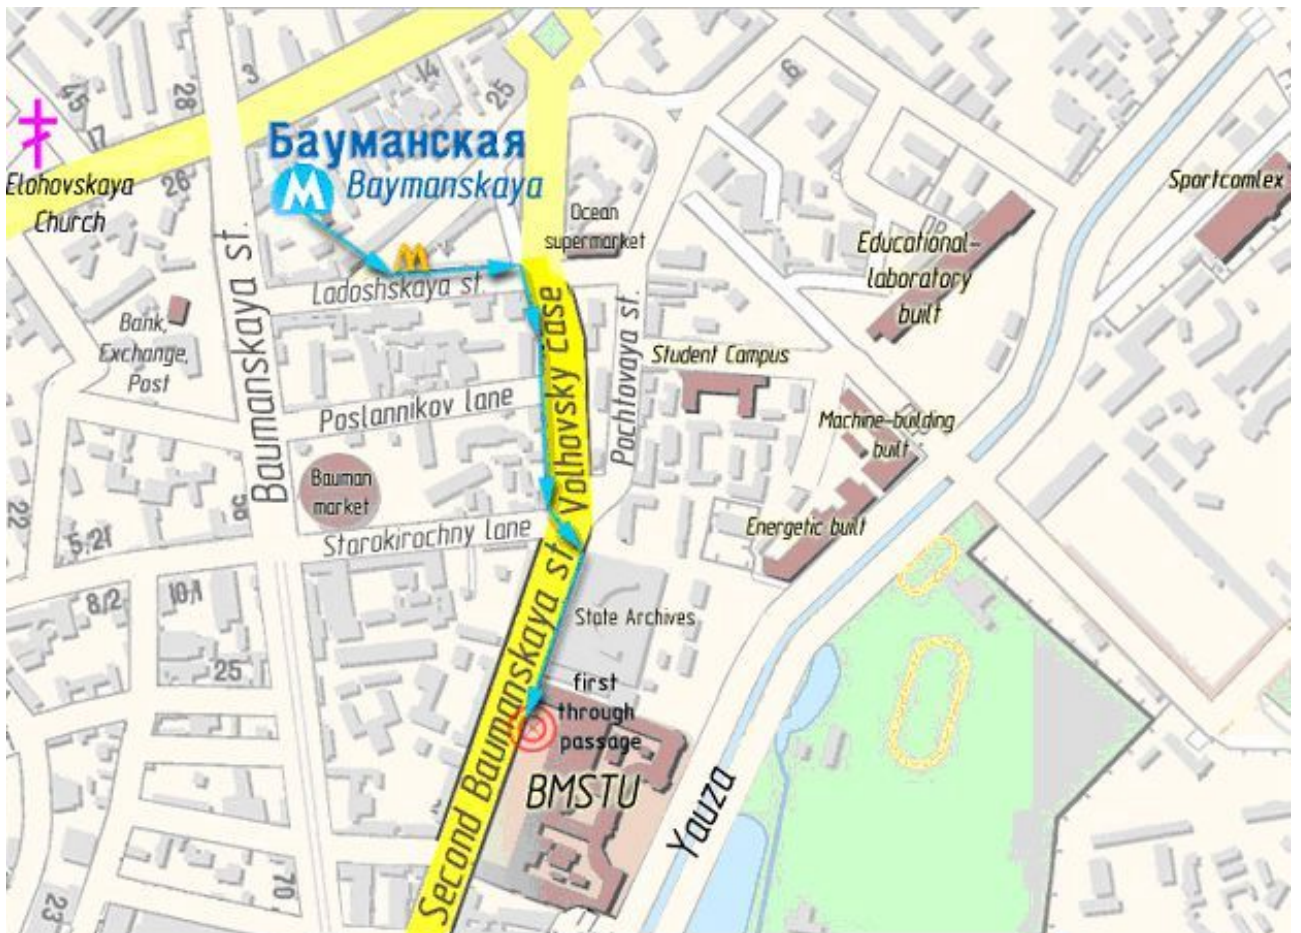 3
14
25
28
45
17
6
Бауманская
M
Baymanskaya
Elohovskaya
Church
26
Ocean
supermarket
Sportcomlex
Educational-
laboratory
built
Baumanskaya st.
Ladoshskaya st.
Volhovsky case
Pochtovaya st.
Bank,
Exchange,
Post
Student Campus
Poslannikov lane
Machine-building
built
Bauman
market
22
5.21
Starokirochny lane
Energetic built
8/2
10/1
State Archives
25
first
through
passage
Second Baumanskaya st.
BMSTU
Yauza
70
23